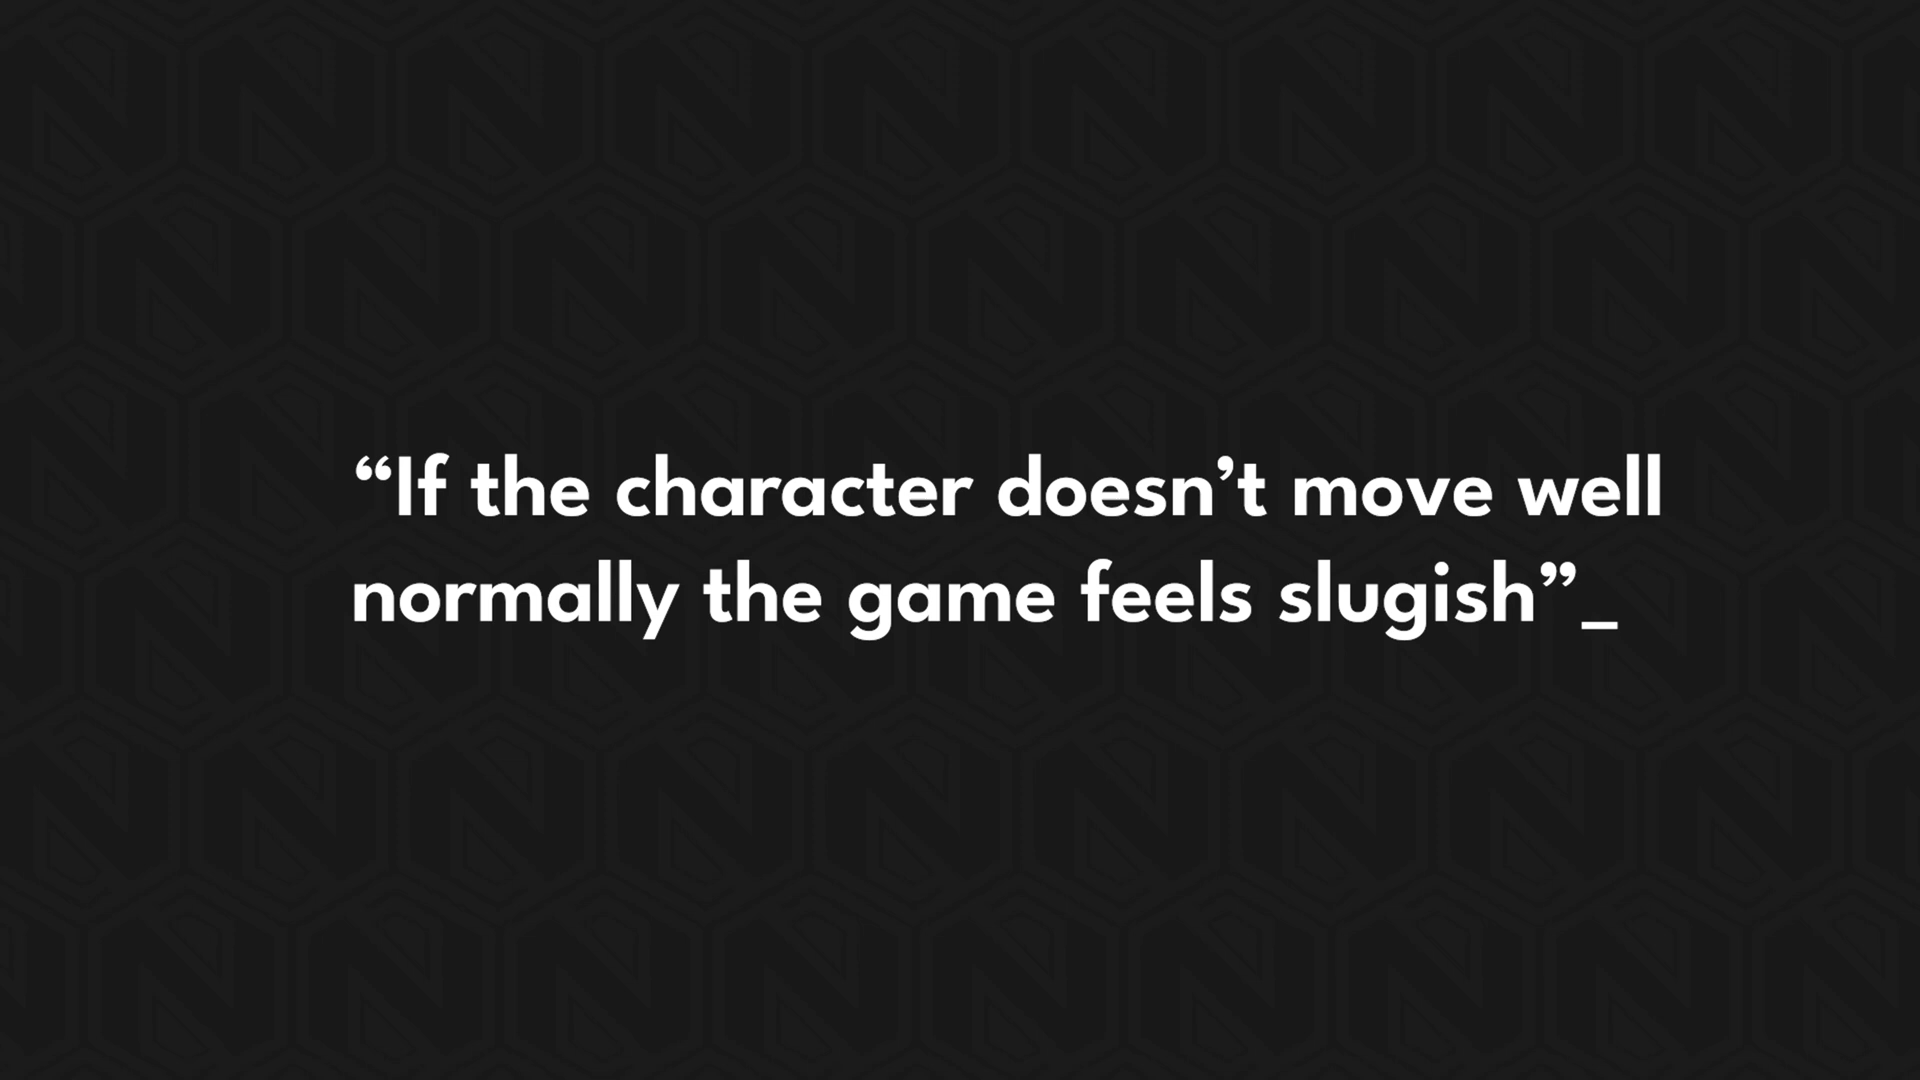 “If the character doesn’t move well
normally the game feels slugish”_